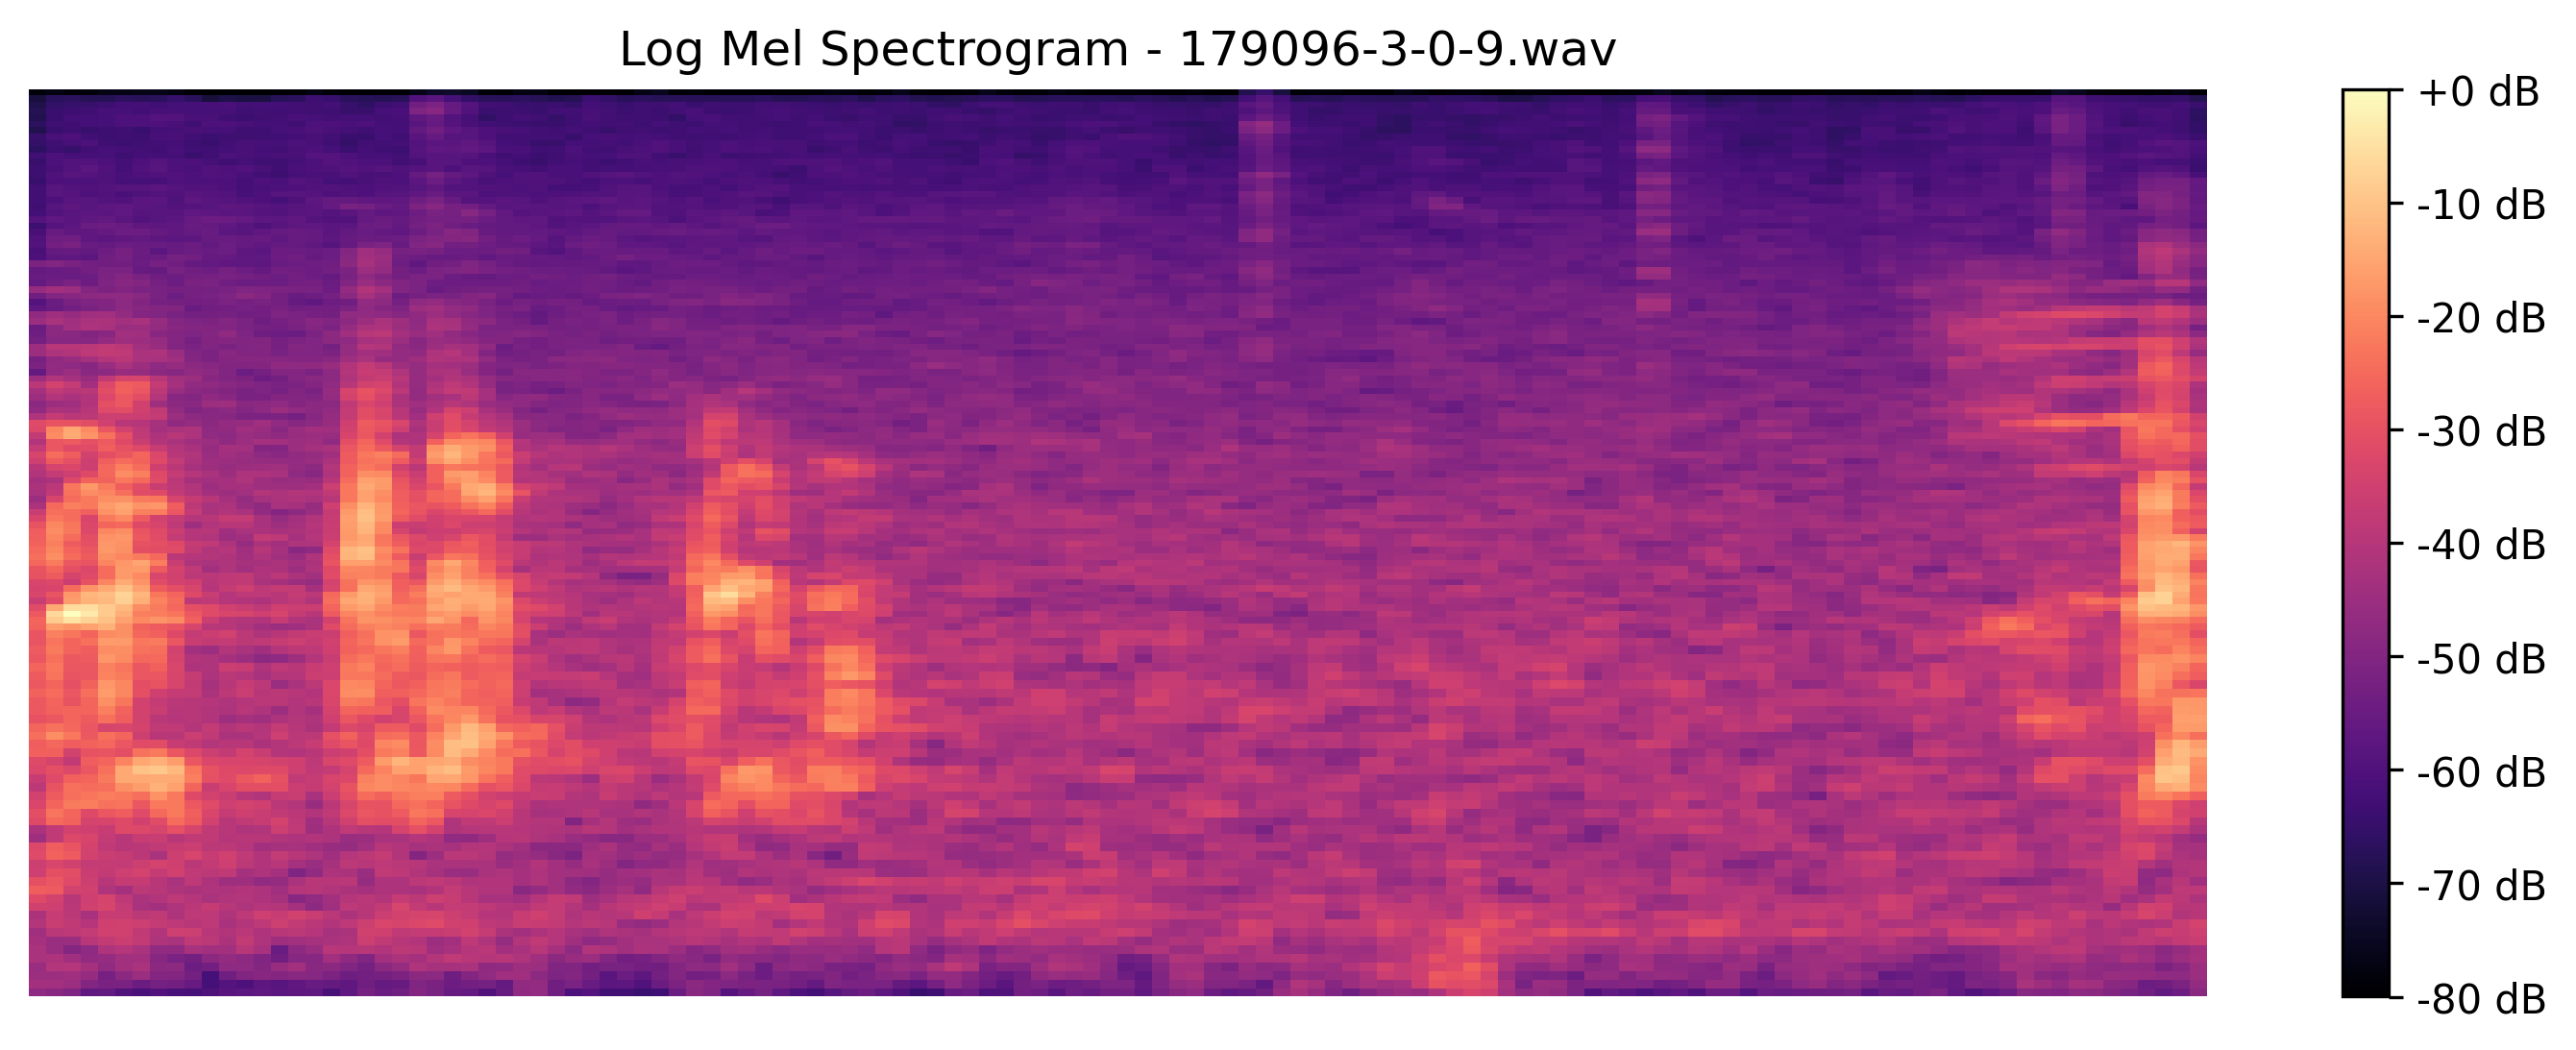 Log Mel Spectrogram - 179096-3-0-9.wav
+0 dB
-10 dB
-20 dB
-30 dB
-40 dB
-50 dB
-60 dB
-70 dB
-80 dB